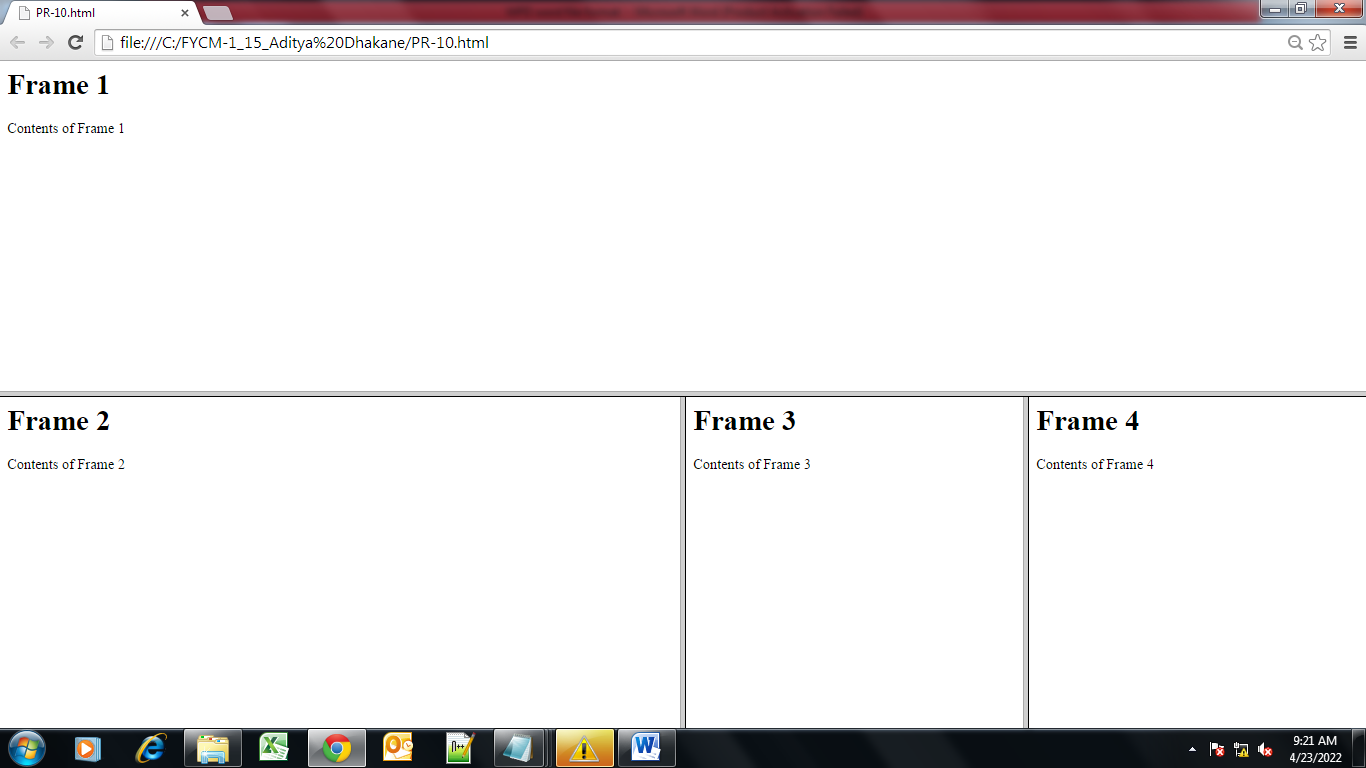 PR-10.html
file:///C:/FYCM-1_15_Aditya%20Dhakane/PR-10.html
Frame 1
Contents of Frame 1
Frame 2
Contents of Frame 2
Frame 3
Contents of Frame 3
Frame 4
Contents of Frame 4
9:21 AM
4/23/2022